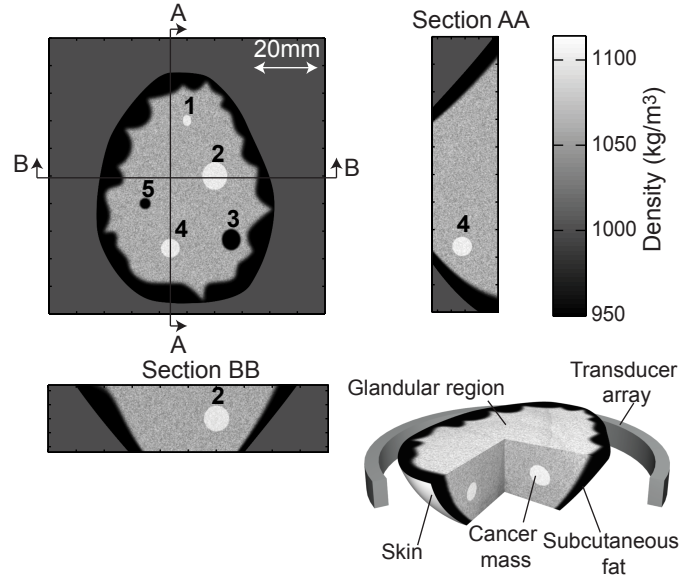 A
20mm
1
2
B
B
5
3
4
A
Section AA
4
1100
1050
1000
950
Density (kg/m³)
Section BB
2
Glandular region
Transducer
array
Skin
Cancer
mass
Subcutaneous
fat